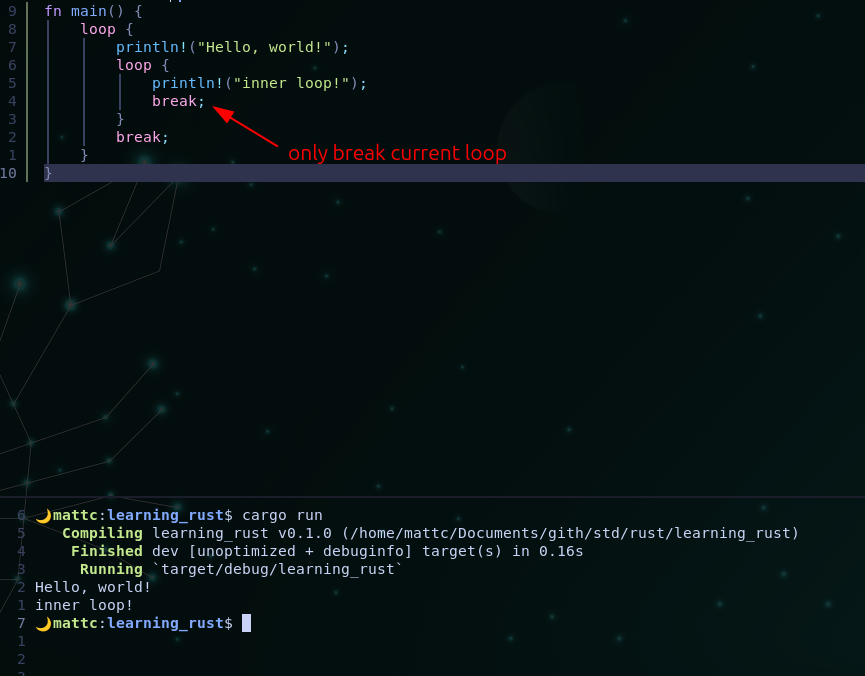 9 fn main() {
8 loop {
7 println!("Hello, world!");
6 loop {
5 println!("inner loop!");
4 break;
3 }
only break current loop
2 break;
1 }
10 }
6 🌙mattc:learning_rust$ cargo run
5 Compiling learning_rust v0.1.0 (/home/mattc/Documents/gith/std/rust/learning_rust)
4 Finished dev [unoptimized + debuginfo] target(s) in 0.16s
3 Running `target/debug/learning_rust`
2 Hello, world!
1 inner loop!
7 🌙mattc:learning_rust$
1
2